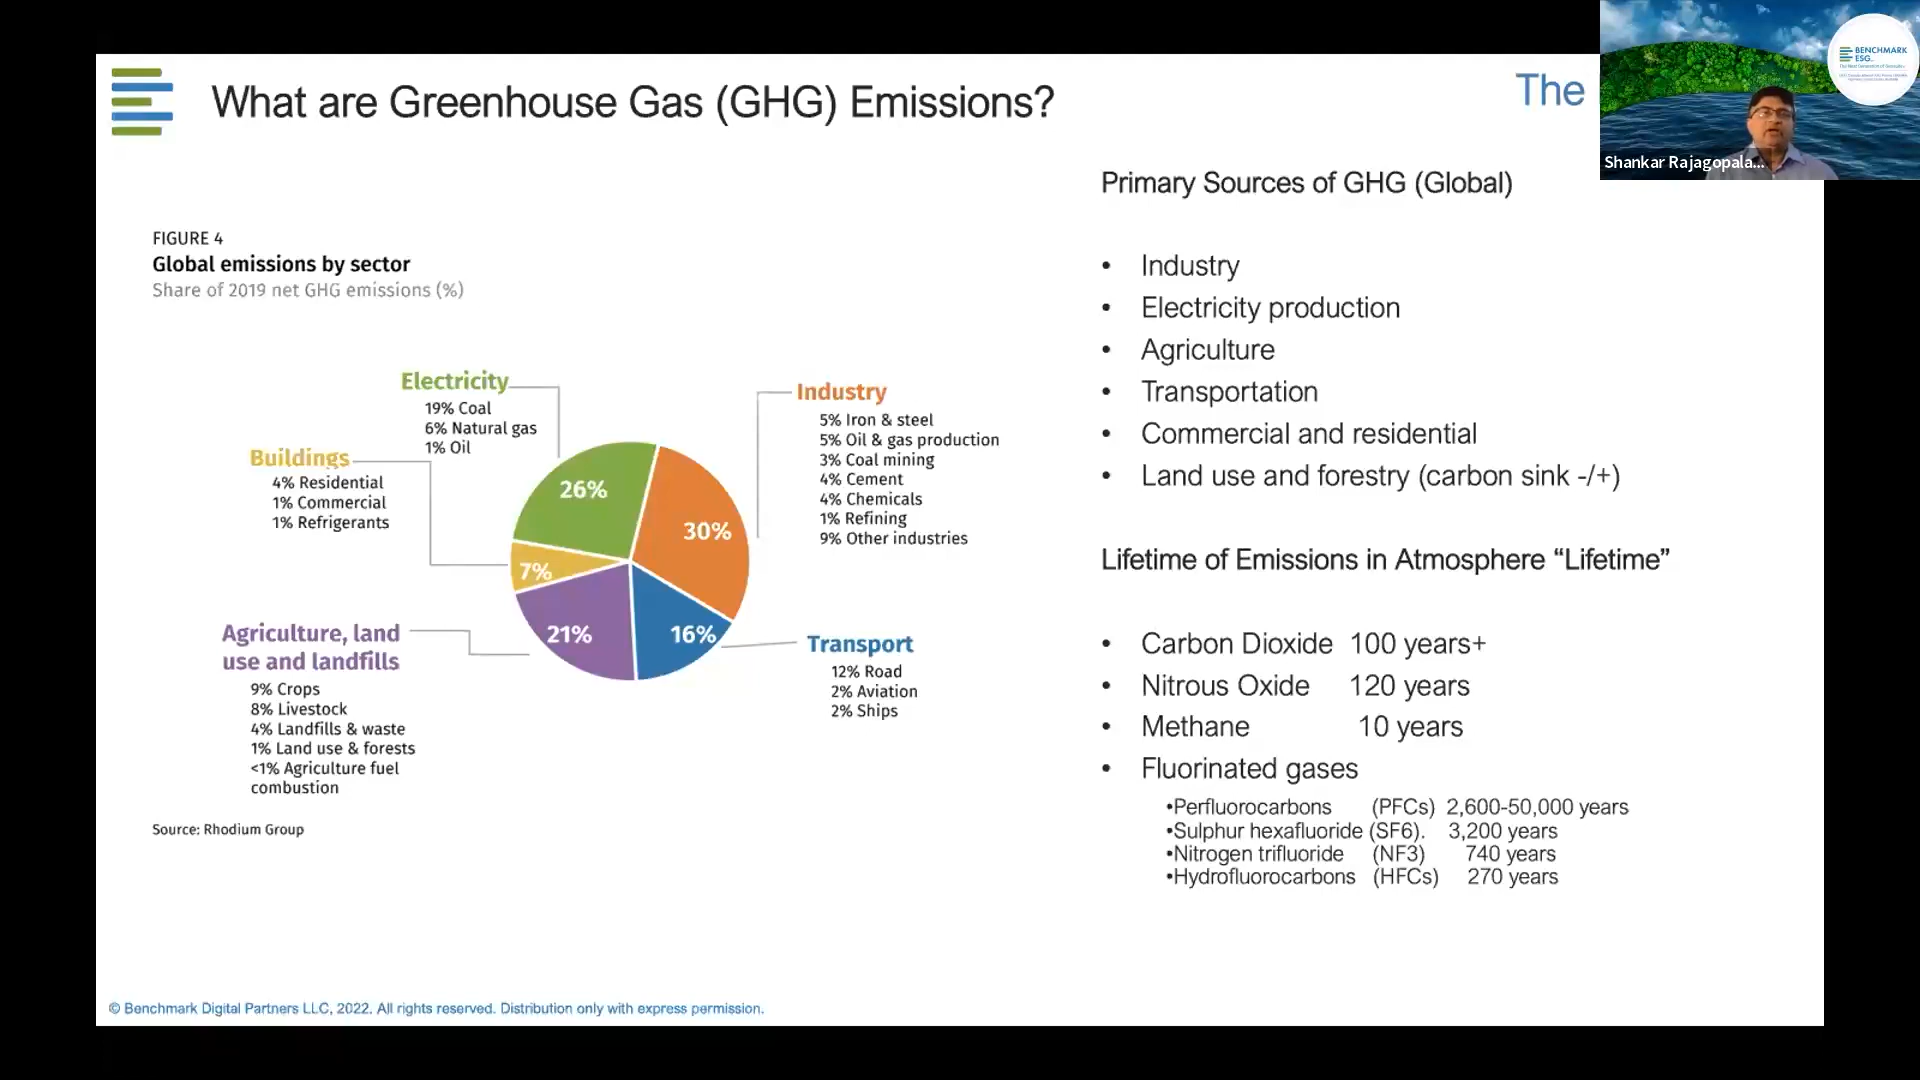 What are Greenhouse Gas (GHG) Emissions?
The
BENCHMARK
ESG
Shankar Rajagopala...
FIGURE 4
Global emissions by sector
Share of 2019 net GHG emissions (%)
Electricity
19% Coal
6% Natural gas
1% Oil
Buildings
4% Residential
1% Commercial
1% Refrigerants
Agriculture, land
use and landfills
9% Crops
8% Livestock
4% Landfills & waste
1% Land use & forests
<1% Agriculture fuel
combustion
Industry
5% Iron & steel
5% Oil & gas production
3% Coal mining
4% Cement
4% Chemicals
1% Refining
9% Other industries
Transport
12% Road
2% Aviation
2% Ships
26%
30%
7%
21%
16%
Source: Rhodium Group
Primary Sources of GHG (Global)
• Industry
• Electricity production
• Agriculture
• Transportation
• Commercial and residential
• Land use and forestry (carbon sink -/+)
Lifetime of Emissions in Atmosphere “Lifetime”
• Carbon Dioxide 100 years+
• Nitrous Oxide 120 years
• Methane 10 years
• Fluorinated gases
•Perfluorocarbons (PFCs) 2,600-50,000 years
•Sulphur hexafluoride (SF6). 3,200 years
•Nitrogen trifluoride (NF3) 740 years
•Hydrofluorocarbons (HFCs) 270 years
© Benchmark Digital Partners LLC, 2022. All rights reserved. Distribution only with express permission.